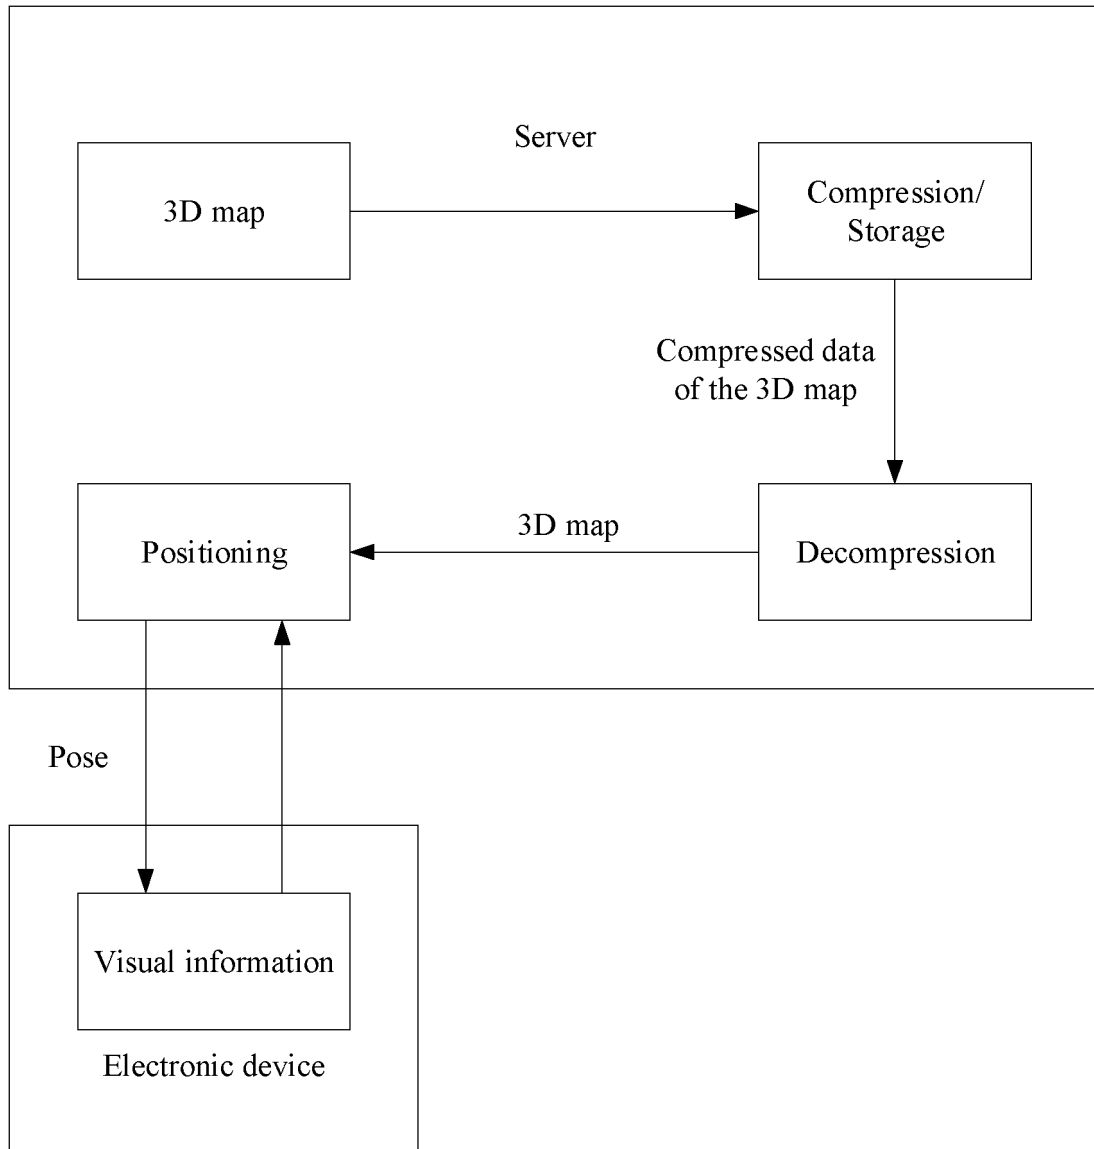 Server
3D map
Compression/
Storage
Compressed data
of the 3D map
Positioning
3D map
Decompression
Pose
Visual information
Electronic device